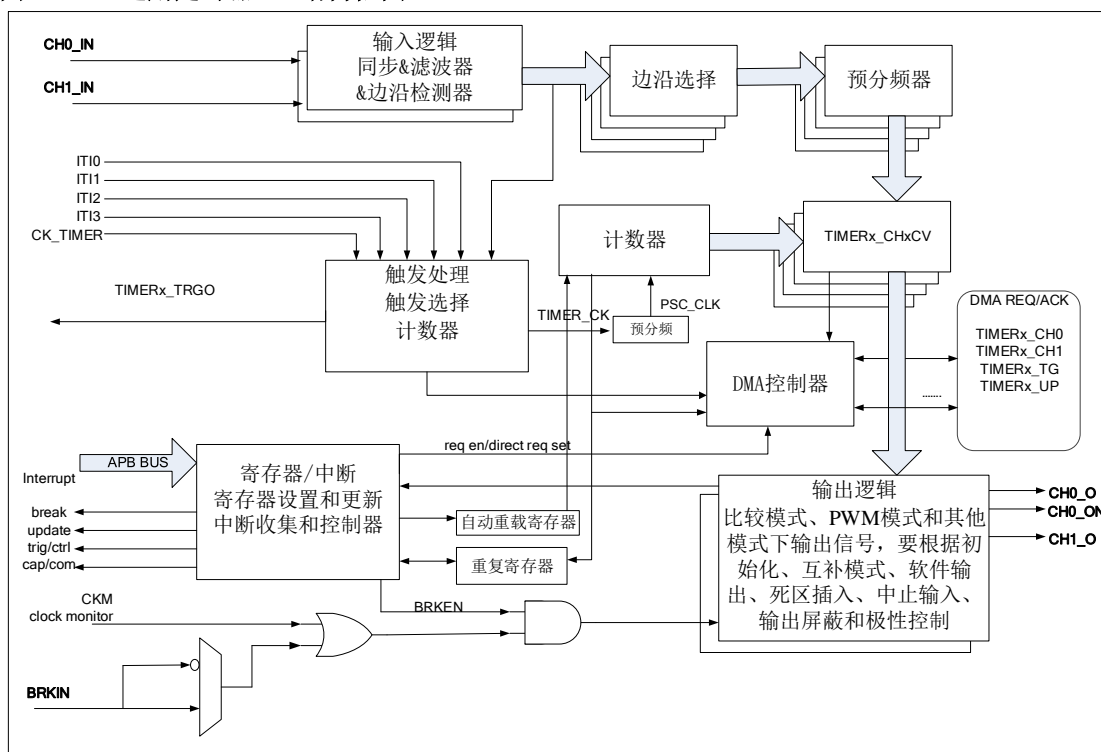 CH0_IN
CH1_IN
输入逻辑
同步&滤波器
&边沿检测器
边沿选择
预分频器
ITI0
ITI1
ITI2
ITI3
CK_TIMER
触发处理
触发选择
计数器
TIMERx_TRGO
TIMER_CK
预分频
PSC_CLK
计数器
TIMERx_CHxCV
DMA控制器
DMA REQ/ACK
TIMERx_CH0
TIMERx_CH1
TIMERx_TG
TIMERx_UP
.......
req en/direct req set
APB BUS
Interrupt
break
update
trig/ctrl
cap/com
寄存器/中断
寄存器设置和更新
中断收集和控制器
自动重载寄存器
重复寄存器
输出逻辑
比较模式、PWM模式和其他
模式下输出信号，要根据初
始化、互补模式、软件输
出、死区插入、中止输入、
输出屏蔽和极性控制
CH0_O
CH0_ON
CH1_O
BRKEN
CKM
clock monitor
BRKIN